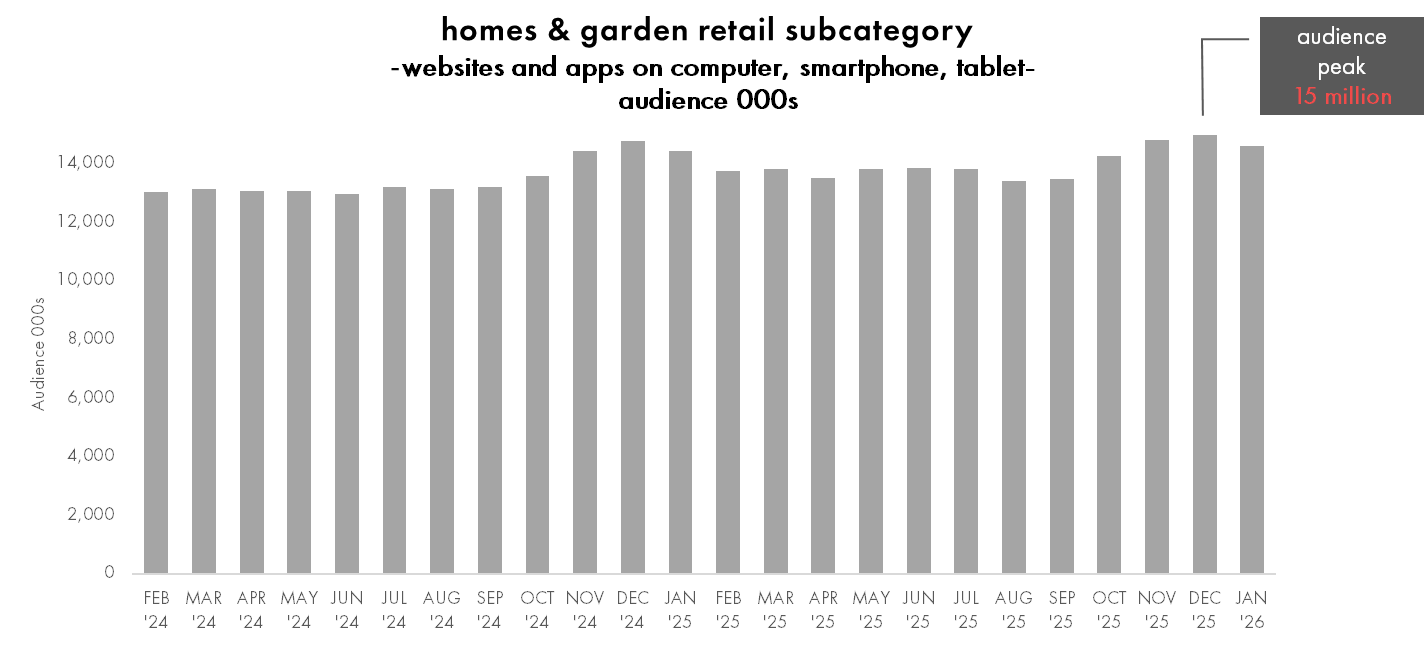 homes & garden retail subcategory
-websites and apps on computer, smartphone, tablet-
audience 000s
audience
peak
15 million
Audience 000s
14,000
12,000
10,000
8,000
6,000
4,000
2,000
0
FEB '24
MAR '24
APR '24
MAY '24
JUN '24
JUL '24
AUG '24
SEP '24
OCT '24
NOV '24
DEC '24
JAN '25
FEB '25
MAR '25
APR '25
MAY '25
JUN '25
JUL '25
AUG '25
SEP '25
OCT '25
NOV '25
DEC '25
JAN '26